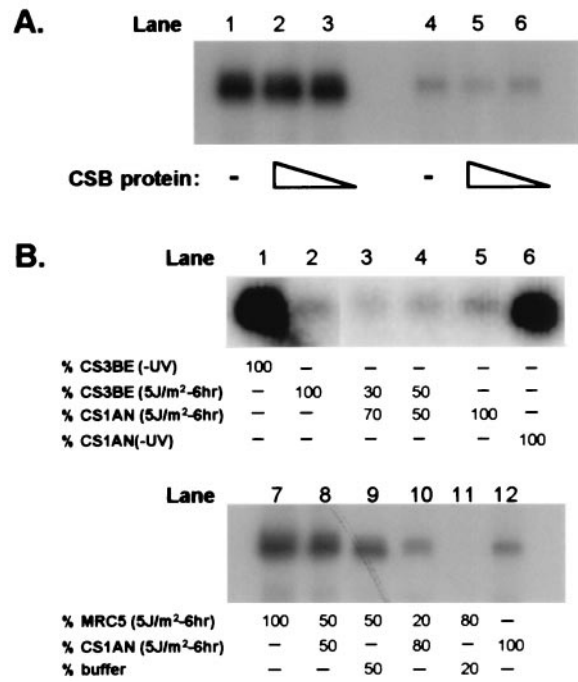 A.
Lane 1 2 3 4 5 6
CSB protein: - -
B.
Lane 1 2 3 4 5 6
% CS3BE (-UV) 100 – – – – –
% CS3BE (5J/m²-6hr) – 100 30 50 – –
% CS1AN (5J/m²-6hr) – – 70 50 100 –
% CS1AN(-UV) – – – – – 100
Lane 7 8 9 10 11 12
% MRC5 (5J/m²-6hr) 100 50 50 20 80 –
% CS1AN (5J/m²-6hr) – 50 – 80 – 100
% buffer – – 50 – 20 –